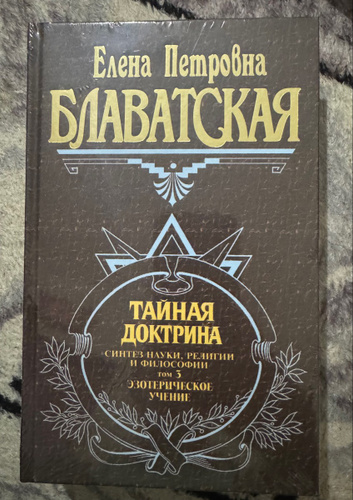 Елена Петровна
БЛАВАТСКАЯ
ТАЙНАЯ
ДОКТРИНА
СИНТЕЗ НАУКИ, РЕЛИГИИ
И ФИЛОСОФИИ
ТОМ 3
ЭЗОТЕРИЧЕСКОЕ
УЧЕНИЕ